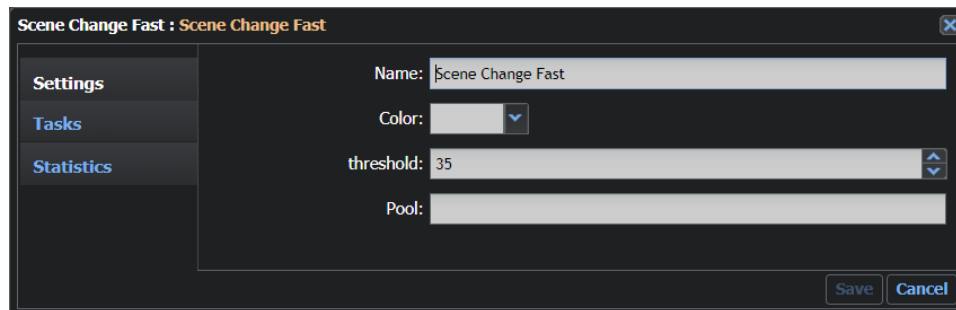 Scene Change Fast : Scene Change Fast
Settings
Tasks
Statistics
Name: Scene Change Fast
Color:
threshold: 35
Pool:
Save Cancel